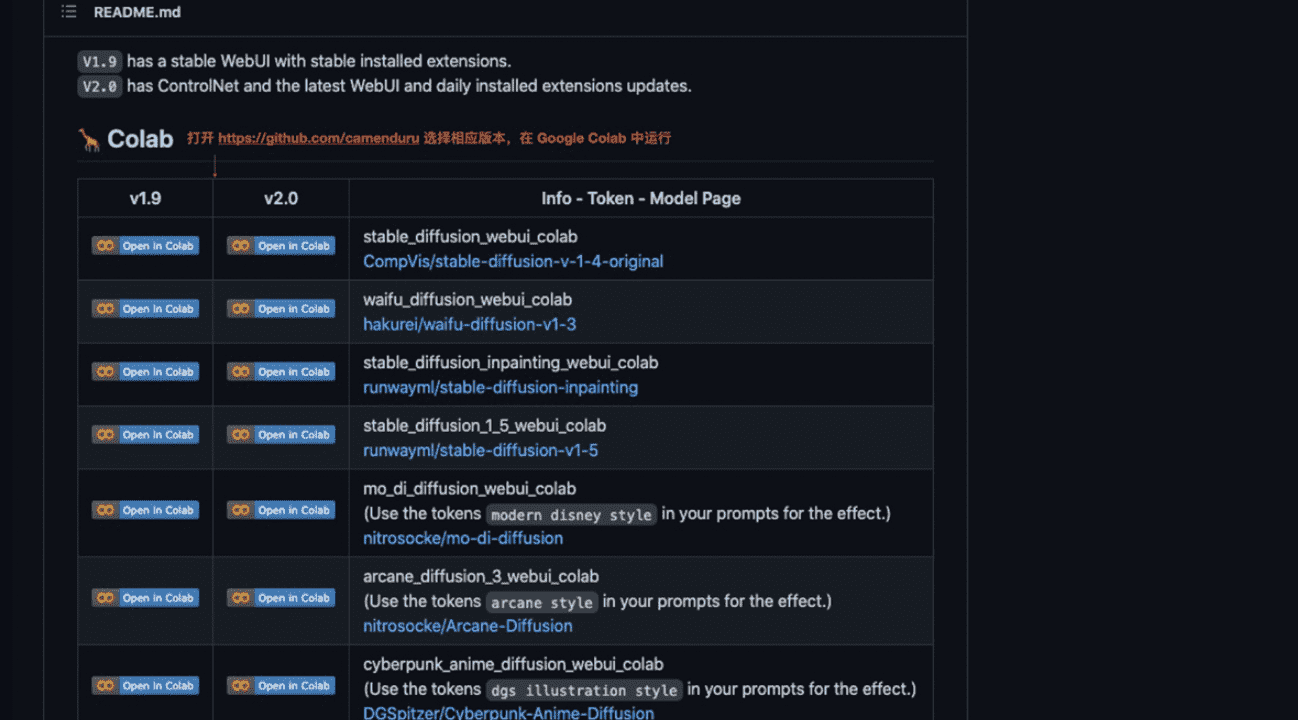 README.md
V1.9 has a stable WebUI with stable installed extensions.
V2.0 has ControlNet and the latest WebUI and daily installed extensions updates.
Colab 打开 https://github.com/camenduru 选择相应版本，在 Google Colab 中运行
v1.9 v2.0 Info - Token - Model Page
Open in Colab Open in Colab stable_diffusion_webui_colab
CompVis/stable-diffusion-v-1-4-original
Open in Colab Open in Colab waifu_diffusion_webui_colab
hakurei/waifu-diffusion-v1-3
Open in Colab Open in Colab stable_diffusion_inpainting_webui_colab
runwayml/stable-diffusion-inpainting
Open in Colab Open in Colab stable_diffusion_1_5_webui_colab
runwayml/stable-diffusion-v1-5
mo_di_diffusion_webui_colab
Open in Colab Open in Colab (Use the tokens modern disney style in your prompts for the effect.)
nitrosocke/mo-di-diffusion
arcane_diffusion_3_webui_colab
Open in Colab Open in Colab (Use the tokens arcane style in your prompts for the effect.)
nitrosocke/Arcane-Diffusion
cyberpunk_anime_diffusion_webui_colab
Open in Colab Open in Colab (Use the tokens dgs illustration style in your prompts for the effect.)
DGSpitzer/Cyberpunk-Anime-Diffusion